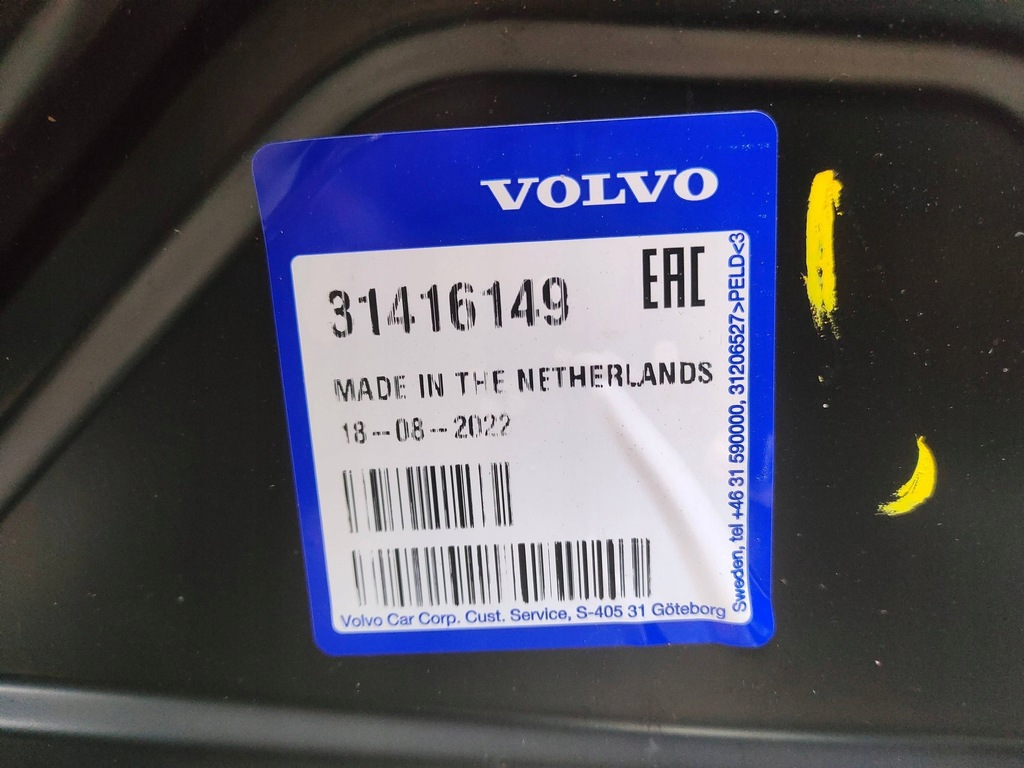 VOLVO
31416149
EAC
MADE IN THE NETHERLANDS
18-08-2022
Volvo Car Corp. Cust. Service, S-405 31 Göteborg
Sweden, tel +46 31 590000, 31206527>PELD<3